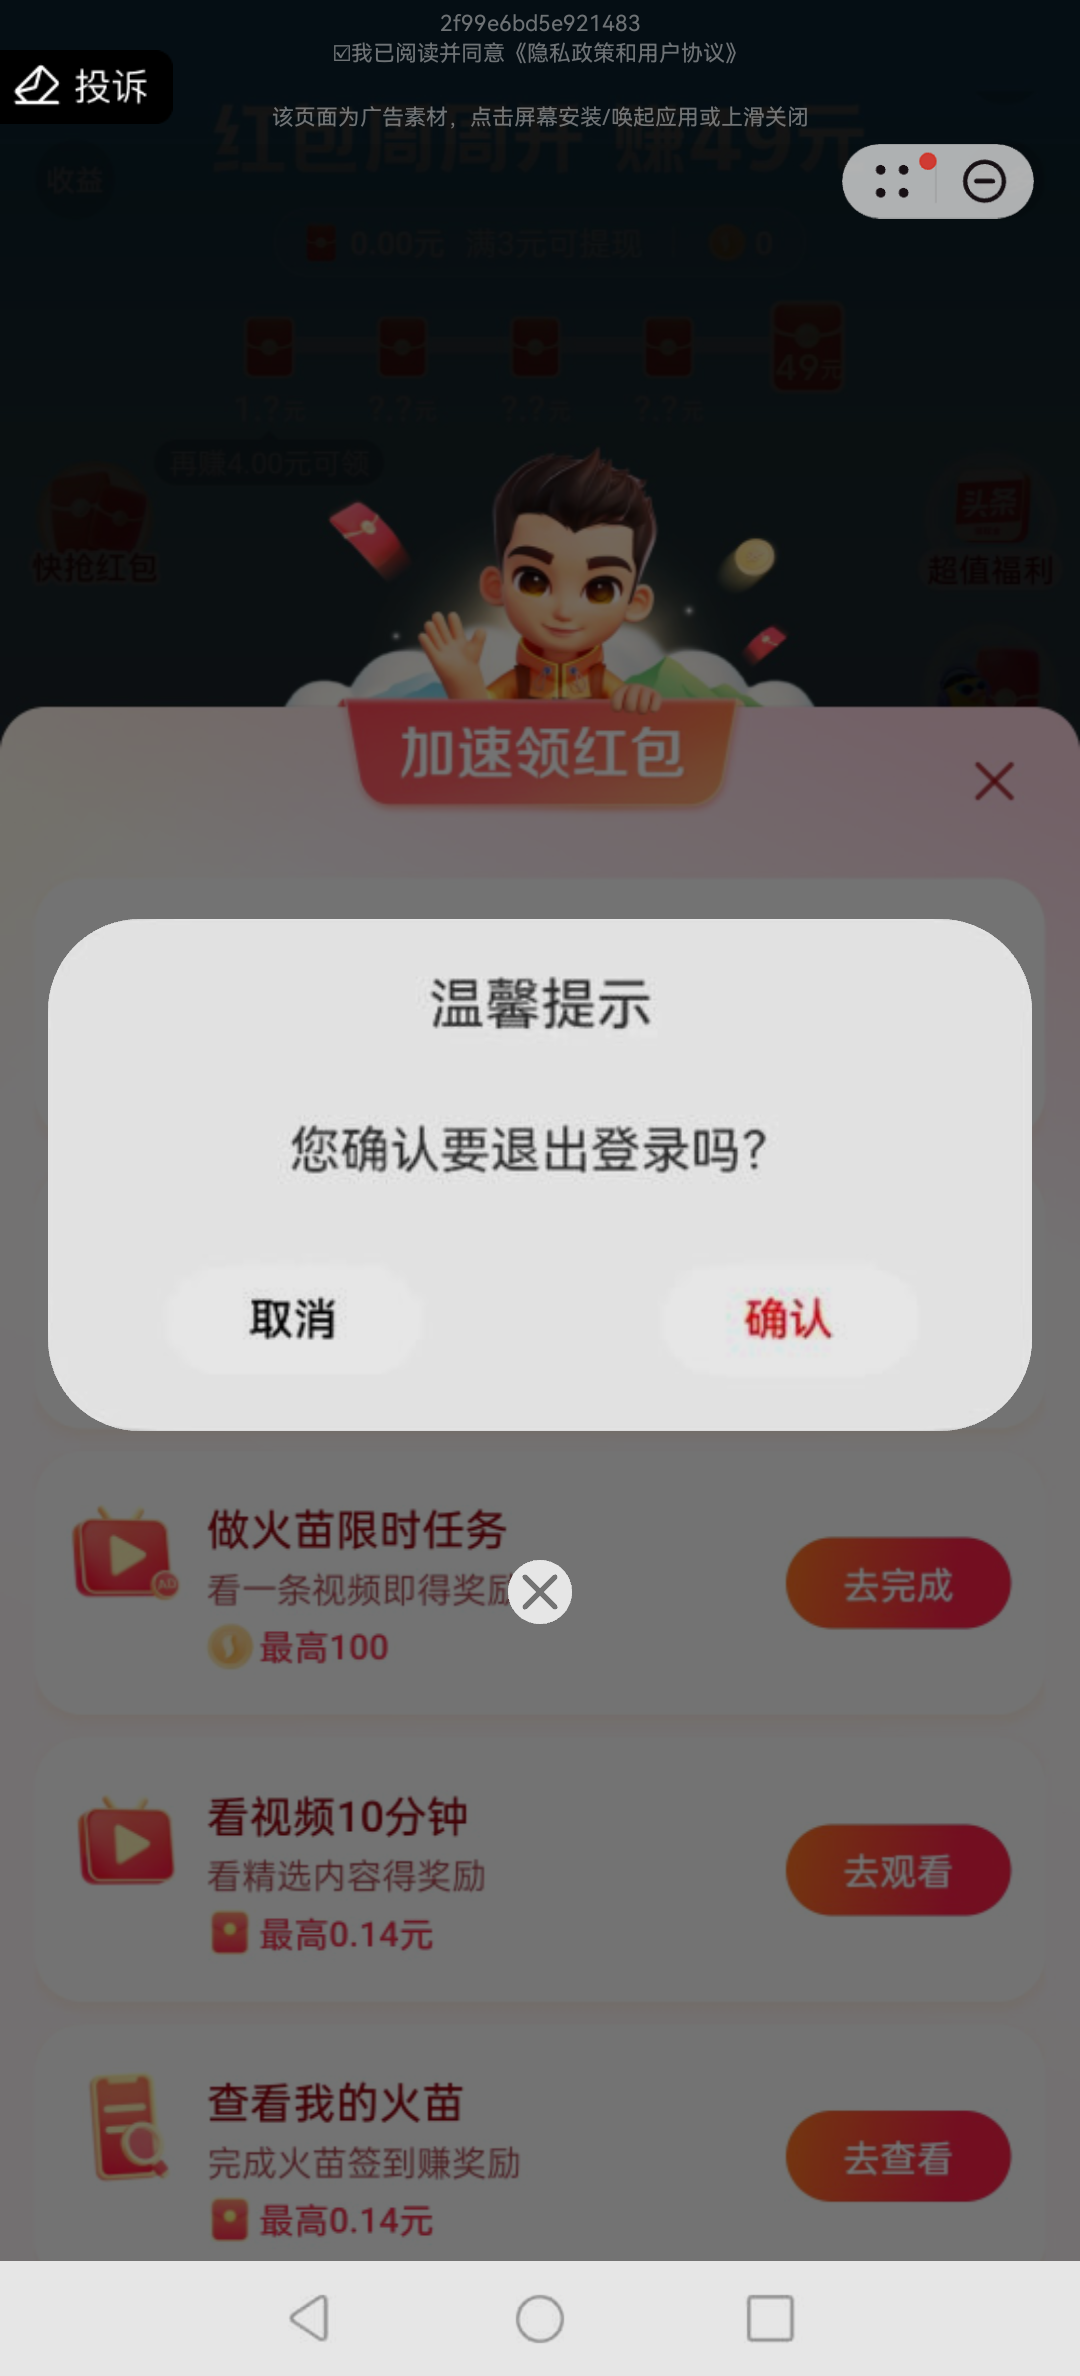 2f99e6bd5e921483
☑我已阅读并同意《隐私政策和用户协议》
投诉
该页面为广告素材，点击屏幕安装/唤起应用或上滑关闭
红包周周开 赚49元
收益
0.00元 满3元可提现 0
49元
1.?元 ?.?元 ?.?元 ?.?元
再赚4.00元可领
头条
快抢红包
超值福利
加速领红包
温馨提示
您确认要退出登录吗?
取消
确认
做火苗限时任务
看一条视频即得奖励
AD
最高100
去完成
看视频10分钟
看精选内容得奖励
最高0.14元
去观看
查看我的火苗
完成火苗签到赚奖励
最高0.14元
去查看